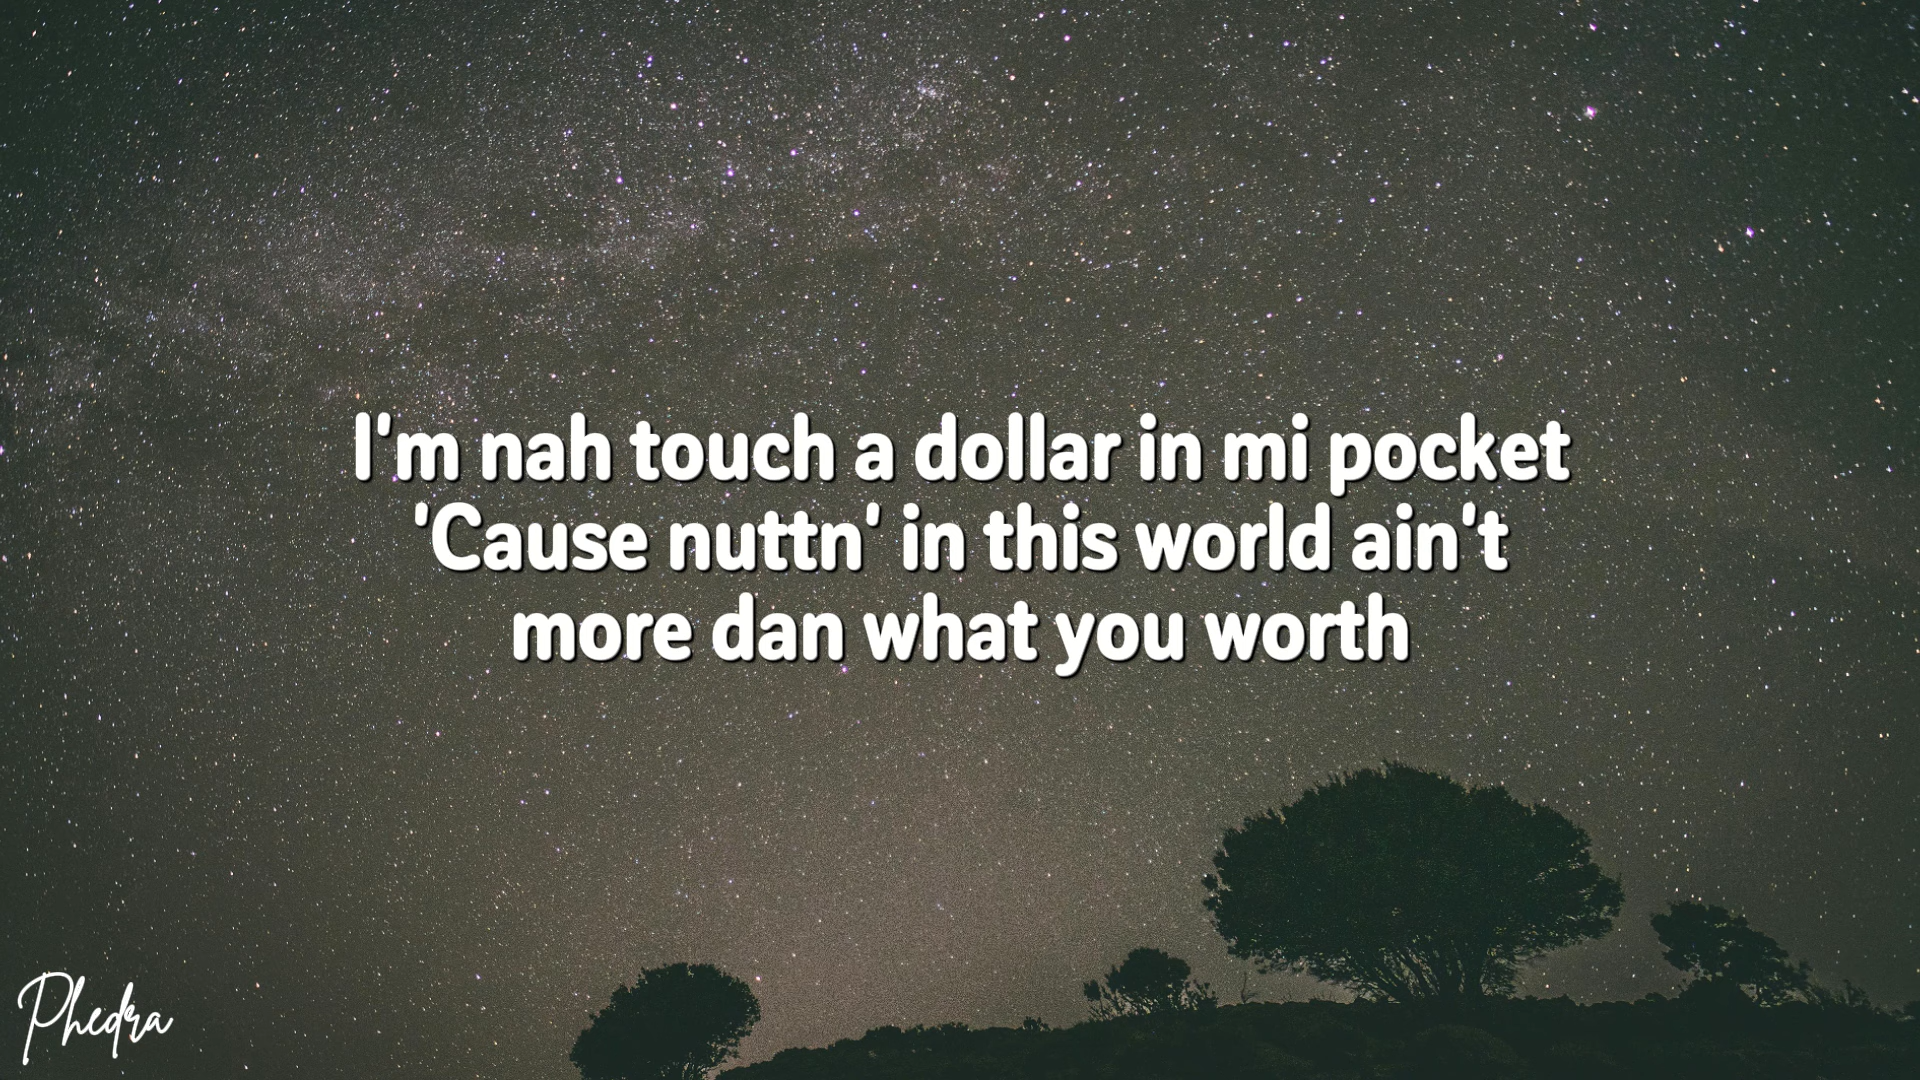 I'm nah touch a dollar in mi pocket
'Cause nuttn' in this world ain't
more dan what you worth
Phedra